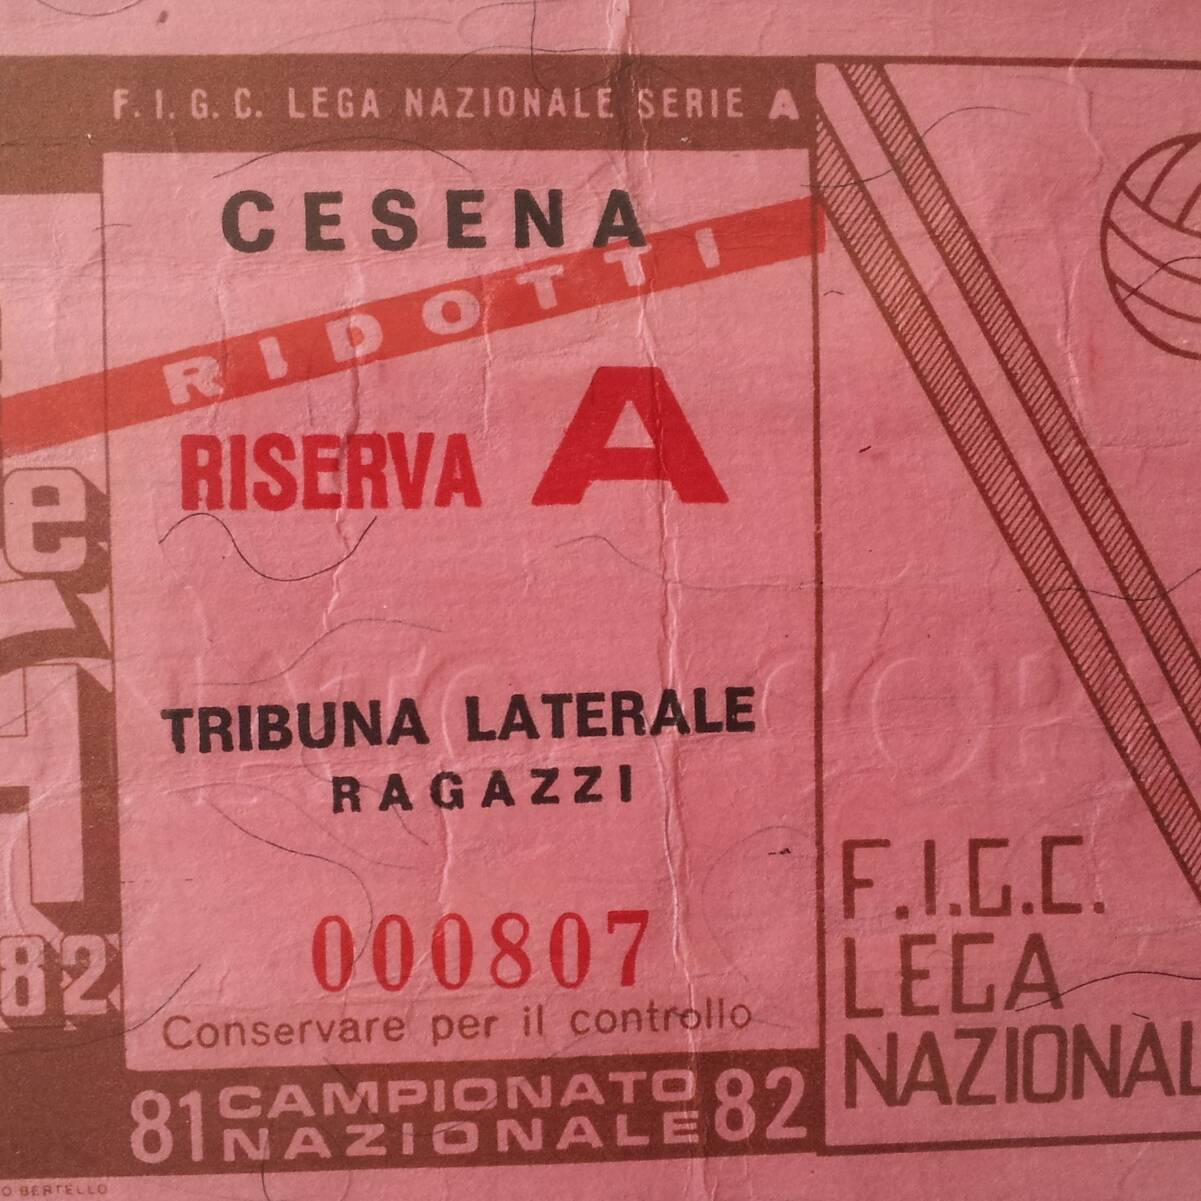 F. I. G. C. LEGA NAZIONALE SERIE A
CESENA
RIDOTTI
RISERVA A
TRIBUNA LATERALE
RAGAZZI
000807
Conservare per il controllo
81 CAMPIONATO NAZIONALE 82
e
82
F.I.G.C.
LEGA
NAZIONAL
O BERTELLO